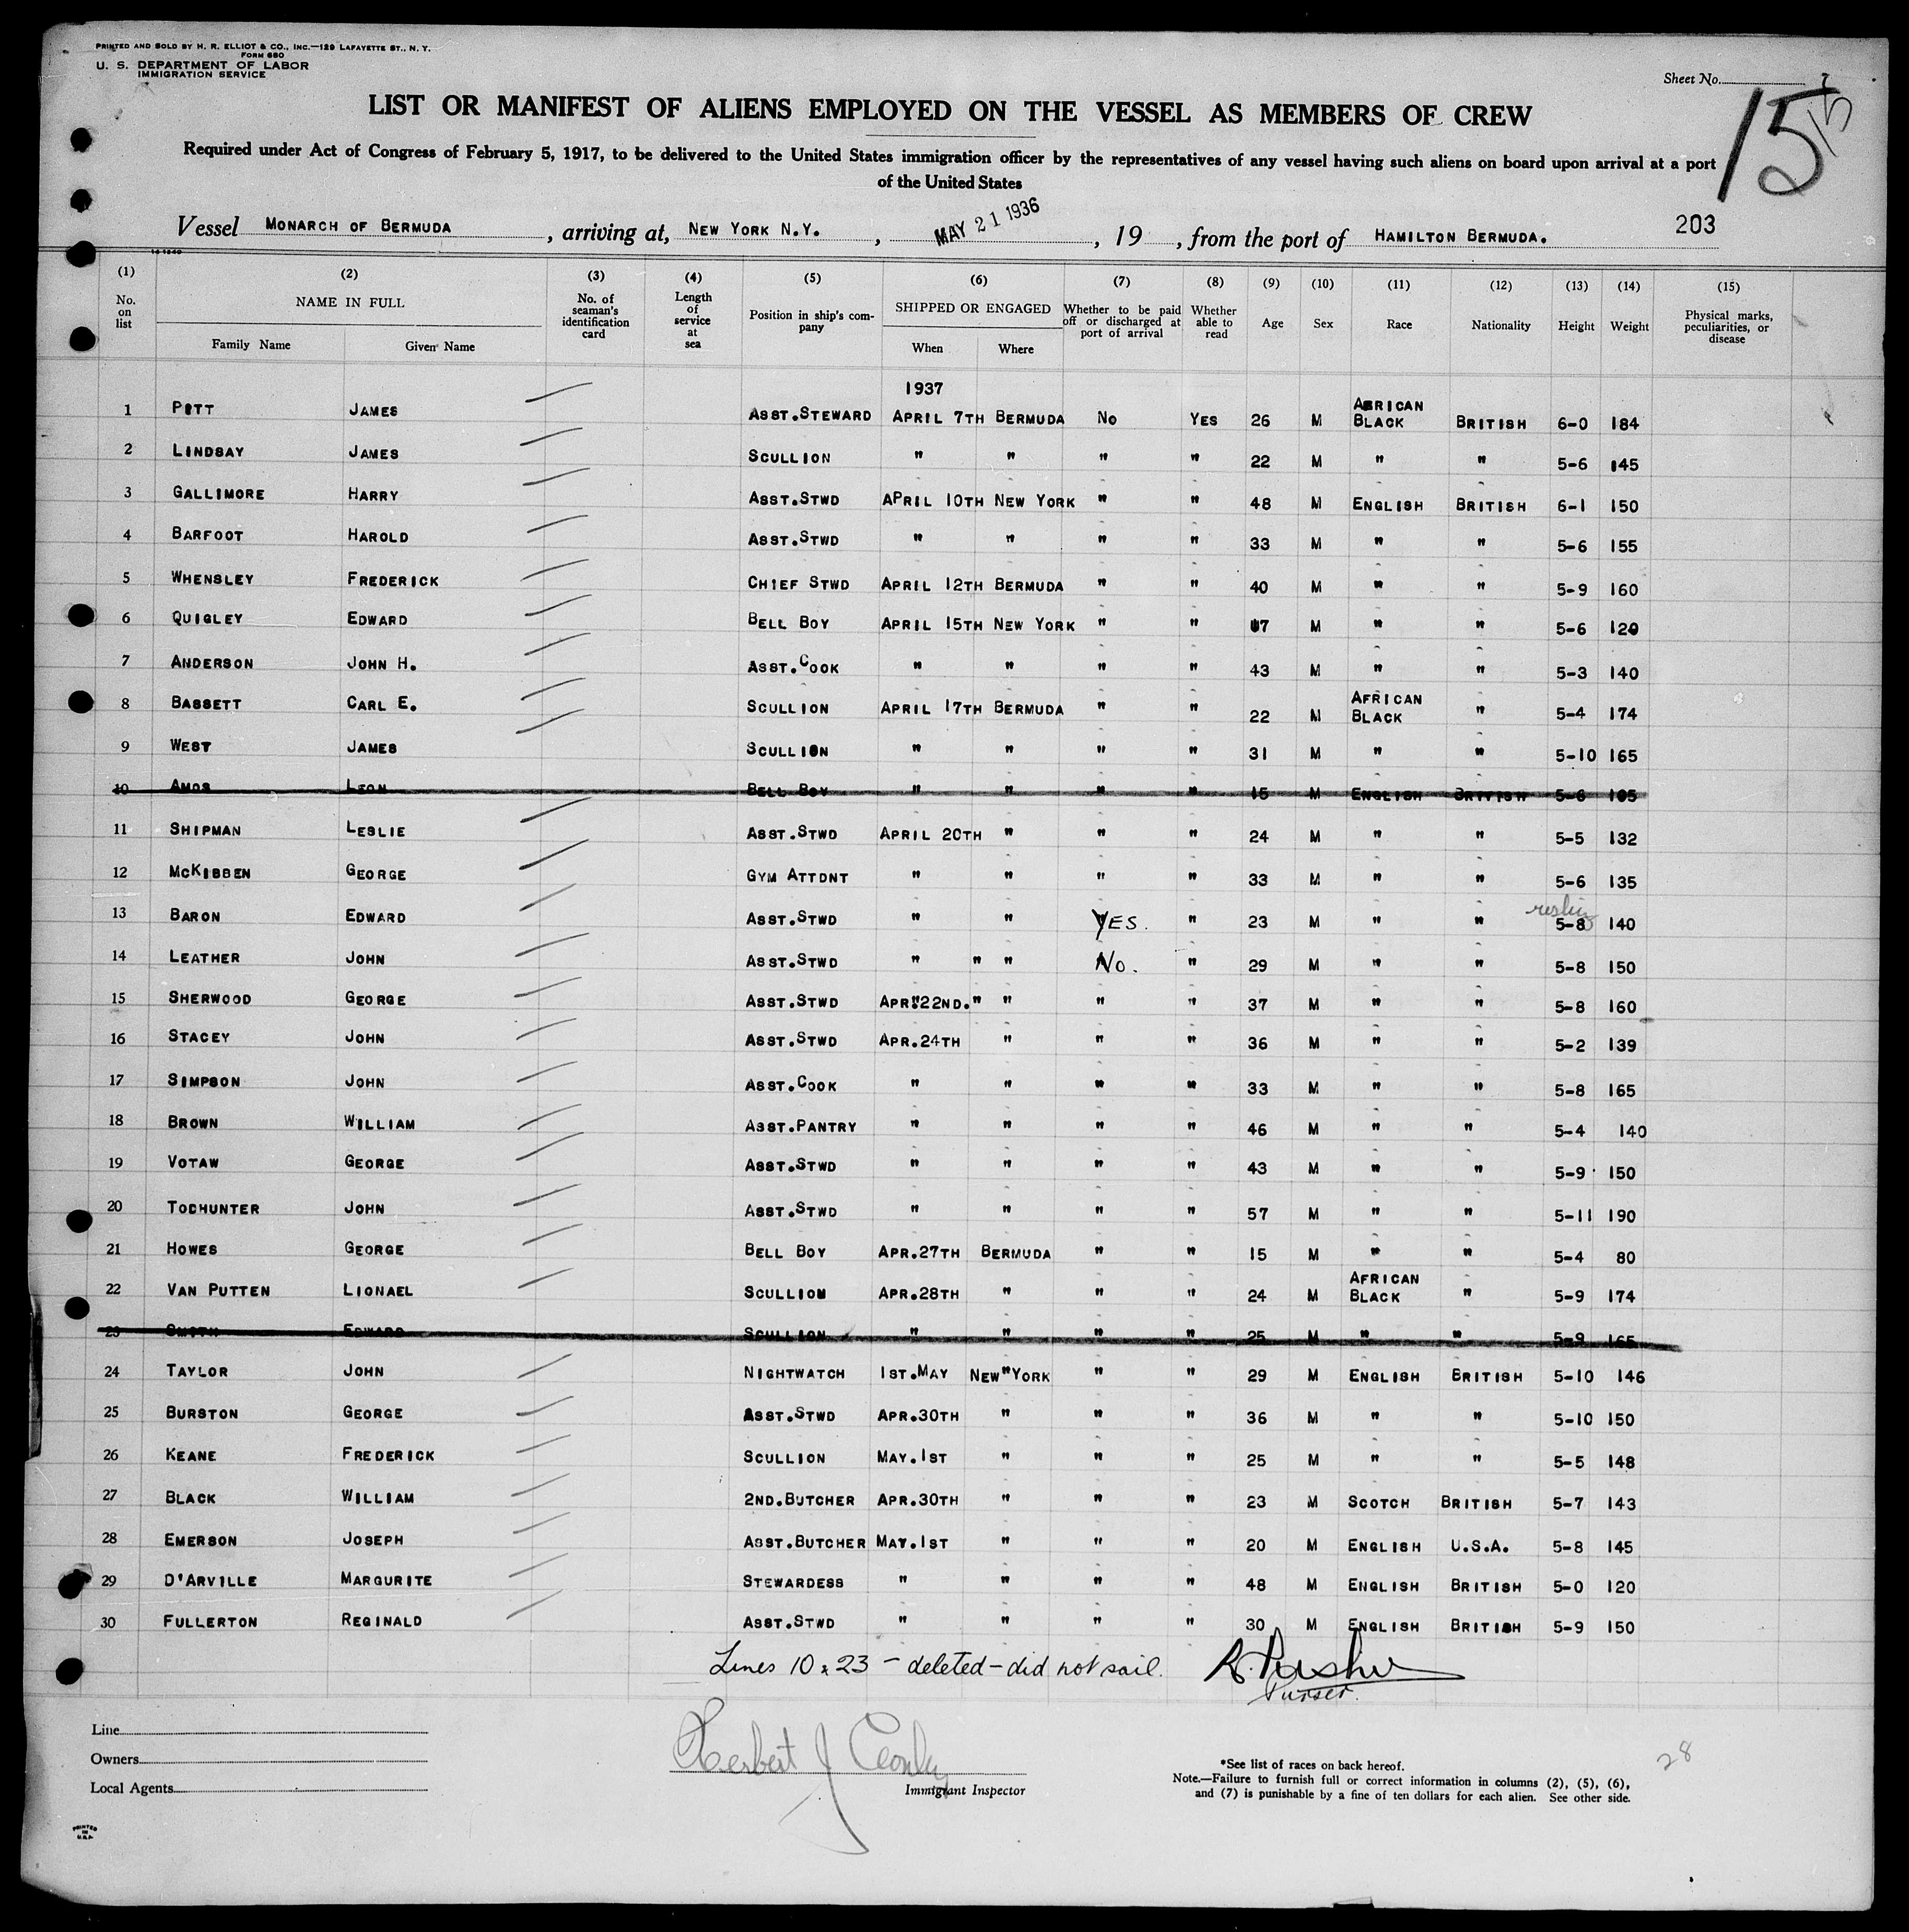 PRINTED AND SOLD BY H. R. ELLIOT & CO., INC.—129 LAFAYETTE ST., N. Y.
FORM 680
U. S. DEPARTMENT OF LABOR
IMMIGRATION SERVICE
Sheet No.
15
LIST OR MANIFEST OF ALIENS EMPLOYED ON THE VESSEL AS MEMBERS OF CREW
Required under Act of Congress of February 5, 1917, to be delivered to the United States immigration officer by the representatives of any vessel having such aliens on board upon arrival at a port
of the United States
Vessel MONARCH OF BERMUDA, arriving at, NEW YORK N.Y., MAY 21 1936, 19, from the port of HAMILTON BERMUDA. 203
(1) (2) (3) (4) (5) (6) (7) (8) (9) (10) (11) (12) (13) (14) (15)
No. on list NAME IN FULL Family Name Given Name No. of seaman's identification card Length of service at sea Position in ship's company SHIPPED OR ENGAGED When Where Whether to be paid off or discharged at port of arrival Whether able to read Age Sex Race Nationality Height Weight Physical marks, peculiarities, or disease
1937
1 PITT JAMES ASST.STEWARD APRIL 7TH BERMUDA NO YES 26 M AFRICAN BLACK BRITISH 6-0 184
2 LINDSAY JAMES SCULLION " " " " 22 M " " 5-6 145
3 GALLIMORE HARRY ASST.STWD APRIL 10TH NEW YORK " " 48 M ENGLISH BRITISH 6-1 150
4 BARFOOT HAROLD ASST.STWD " " " " 33 M " " 5-6 155
5 WHENSLEY FREDERICK CHIEF STWD APRIL 12TH BERMUDA " " 40 M " " 5-9 160
6 QUIGLEY EDWARD BELL BOY APRIL 15TH NEW YORK " " 17 M " " 5-6 120
7 ANDERSON JOHN H. ASST.COOK " " " " 43 M " " 5-3 140
8 BASSETT CARL E. SCULLION APRIL 17TH BERMUDA " " 22 M AFRICAN BLACK " 5-4 174
9 WEST JAMES SCULLION " " " " 31 M " " 5-10 165
10 AMOS LEON BELL BOY " " " " 15 M ENGLISH BRITISH 5-6 105
11 SHIPMAN LESLIE ASST.STWD APRIL 20TH " " " 24 M " " 5-5 132
12 MCKIBBEN GEORGE GYM ATTDNT " " " " 33 M " " 5-6 135
13 BARON EDWARD ASST.STWD " " YES. " 23 M " " 5-8 140
14 LEATHER JOHN ASST.STWD " " " No. " 29 M " " 5-8 150
15 SHERWOOD GEORGE ASST.STWD APR.22ND. " " " " 37 M " " 5-8 160
16 STACEY JOHN ASST.STWD APR.24TH " " " 36 M " " 5-2 139
17 SIMPSON JOHN ASST.COOK " " " " 33 M " " 5-8 165
18 BROWN WILLIAM ASST.PANTRY " " " " 46 M " " 5-4 140
19 VOTAW GEORGE ASST.STWD " " " " 43 M " " 5-9 150
20 TODHUNTER JOHN ASST.STWD " " " " 57 M " " 5-11 190
21 HOWES GEORGE BELL BOY APR.27TH BERMUDA " " 15 M " " 5-4 80
22 VAN PUTTEN LIONAEL SCULLION APR.28TH " " " 24 M AFRICAN BLACK " 5-9 174
23 SMITH EDWARD SCULLION " " " " 25 M " " 5-9 165
24 TAYLOR JOHN NIGHTWATCH 1ST.MAY NEW"YORK " " 29 M ENGLISH BRITISH 5-10 146
25 BURSTON GEORGE ASST.STWD APR.30TH " " " 36 M " " 5-10 150
26 KEANE FREDERICK SCULLION MAY.1ST " " " 25 M " " 5-5 148
27 BLACK WILLIAM 2ND.BUTCHER APR.30TH " " " 23 M SCOTCH BRITISH 5-7 143
28 EMERSON JOSEPH ASST.BUTCHER MAY.1ST " " " 20 M ENGLISH U.S.A. 5-8 145
29 D'ARVILLE MARGURITE STEWARDESS " " " " 48 M ENGLISH BRITISH 5-0 120
30 FULLERTON REGINALD ASST.STWD " " " " 30 M ENGLISH BRITISH 5-9 150
Lines 10 & 23 – deleted – did not sail.
Purser.
Line
Owners
Local Agents
Herbert J
Immigrant Inspector
*See list of races on back hereof.
Note.—Failure to furnish full or correct information in columns (2), (5), (6),
and (7) is punishable by a fine of ten dollars for each alien. See other side.
28
PRINTED IN U.S.A.